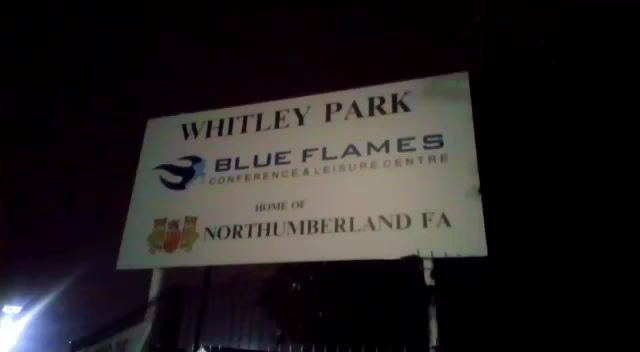 WHITLEY PARK
BLUE FLAMES
CONFERENCE & LEISURE CENTRE
HOME OF
NORTHUMBERLAND FA